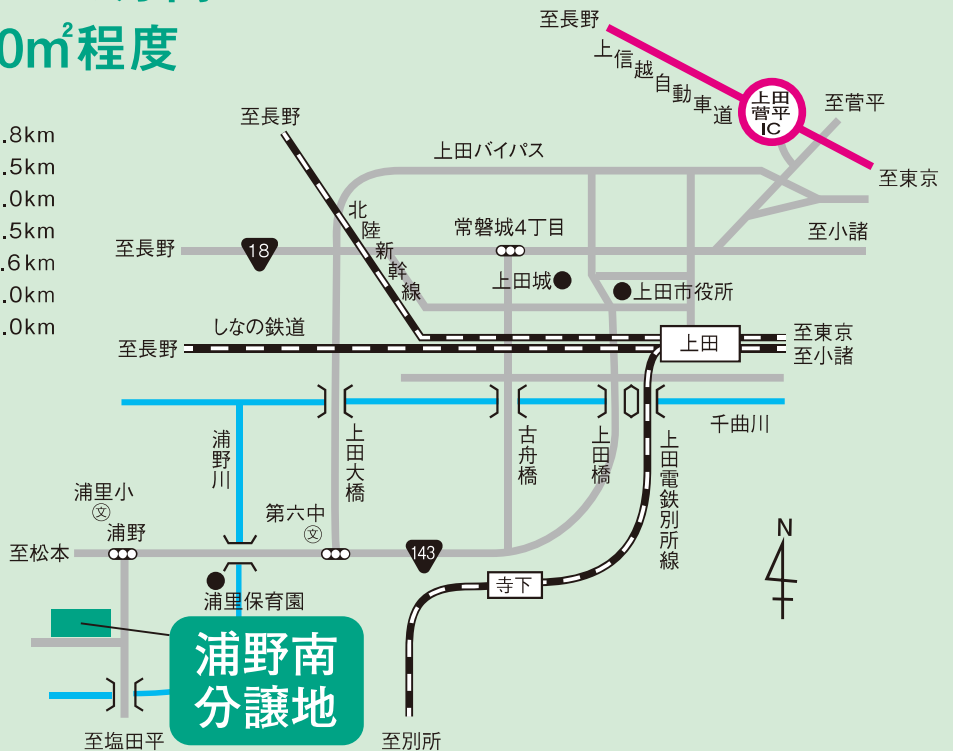 0m²程度
.8km
.5km
.0km
.5km
.6km
.0km
.0km
至長野
上信越自動車道
上田
菅平
IC
至菅平
至東京
至長野
上田バイパス
北陸新幹線
常磐城4丁目
至小諸
至長野
18
上田城
上田市役所
しなの鉄道
至長野
上田
至東京
至小諸
千曲川
浦野川
上田大橋
古舟橋
上田橋
上田電鉄別所線
浦里小
文
浦野
第六中
文
至松本
143
浦里保育園
寺下
N
浦野南
分譲地
至塩田平
至別所